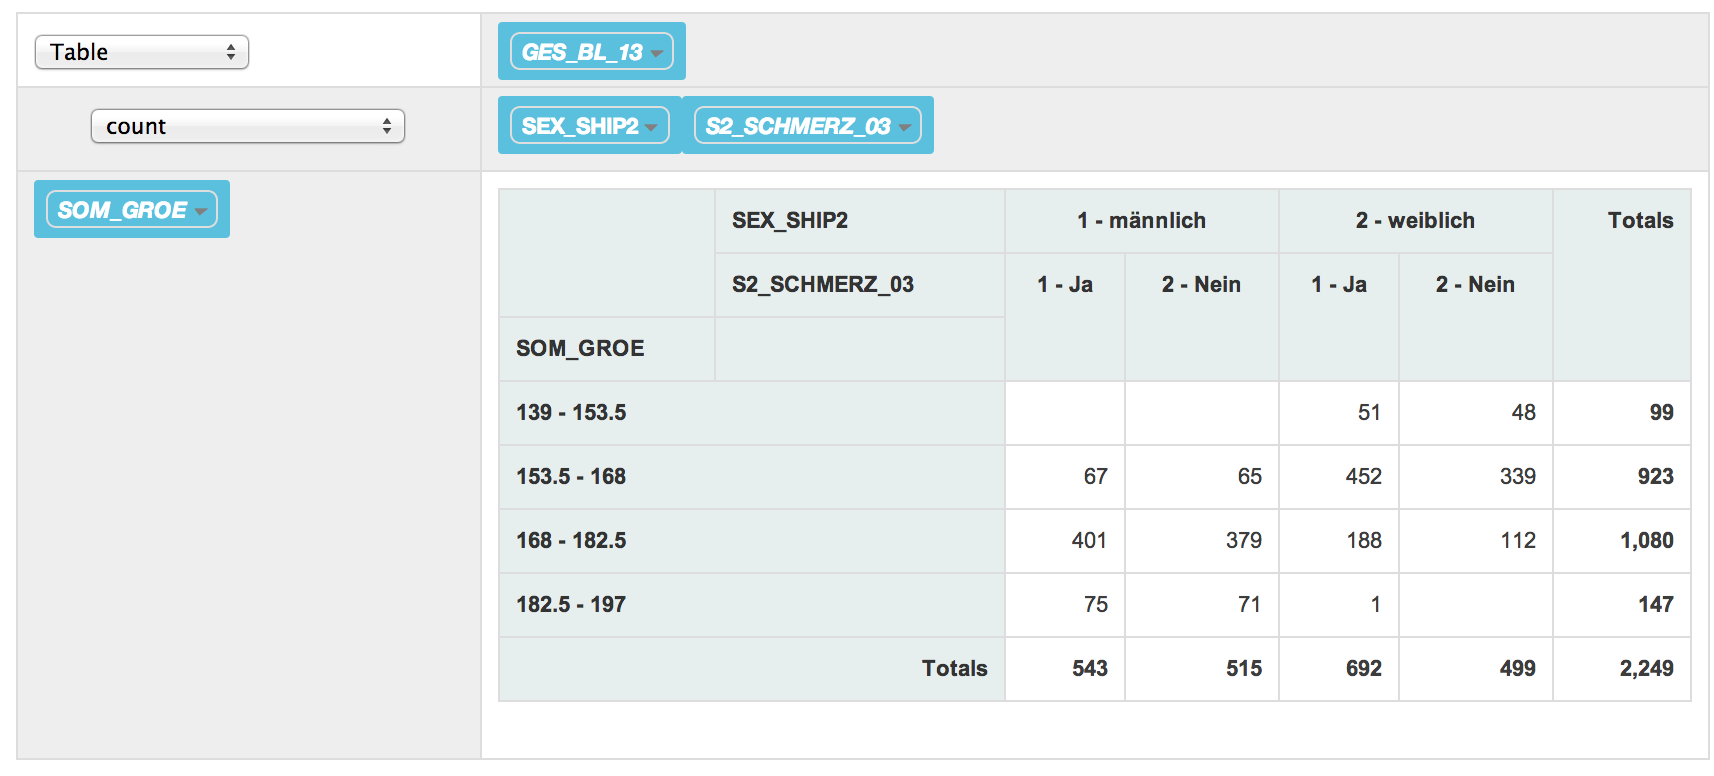 Table GES_BL_13
count SEX_SHIP2 S2_SCHMERZ_03
SOM_GROE
SEX_SHIP2 1 - männlich 2 - weiblich Totals
S2_SCHMERZ_03 1 - Ja 2 - Nein 1 - Ja 2 - Nein
SOM_GROE
139 - 153.5 51 48 99
153.5 - 168 67 65 452 339 923
168 - 182.5 401 379 188 112 1,080
182.5 - 197 75 71 1 147
Totals 543 515 692 499 2,249